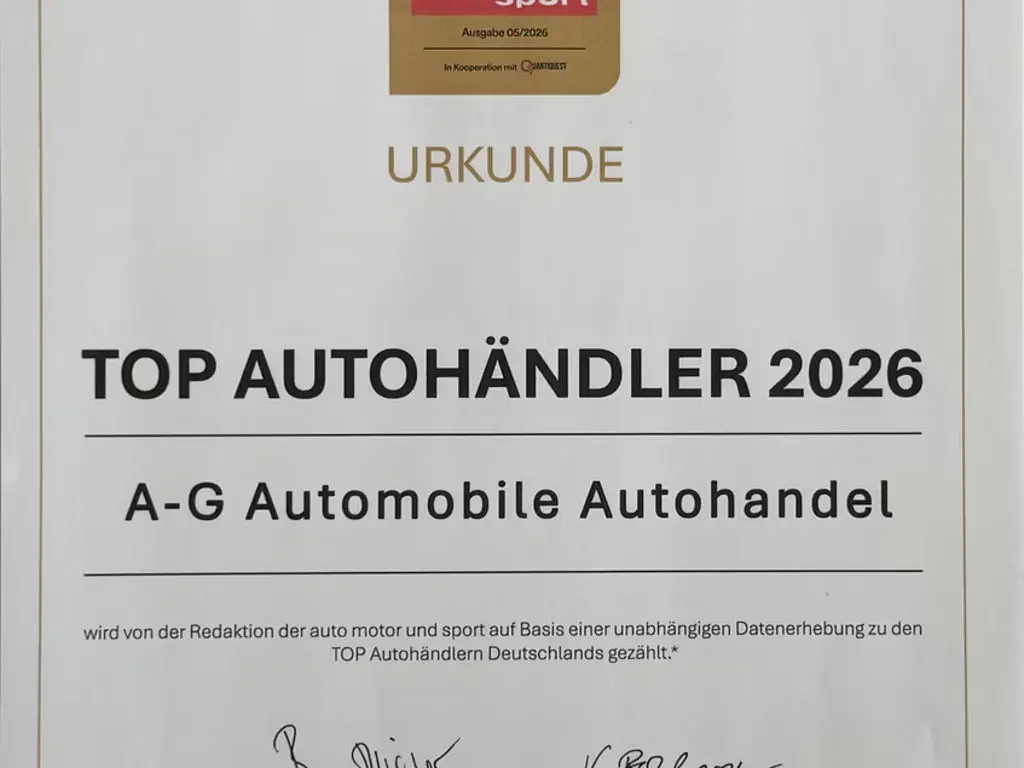 sport
Ausgabe 05/2026
In Kooperation mit QUANTIQUEST
URKUNDE
TOP AUTOHÄNDLER 2026
A-G Automobile Autohandel
wird von der Redaktion der auto motor und sport auf Basis einer unabhängigen Datenerhebung zu den
TOP Autohändlern Deutschlands gezählt.*